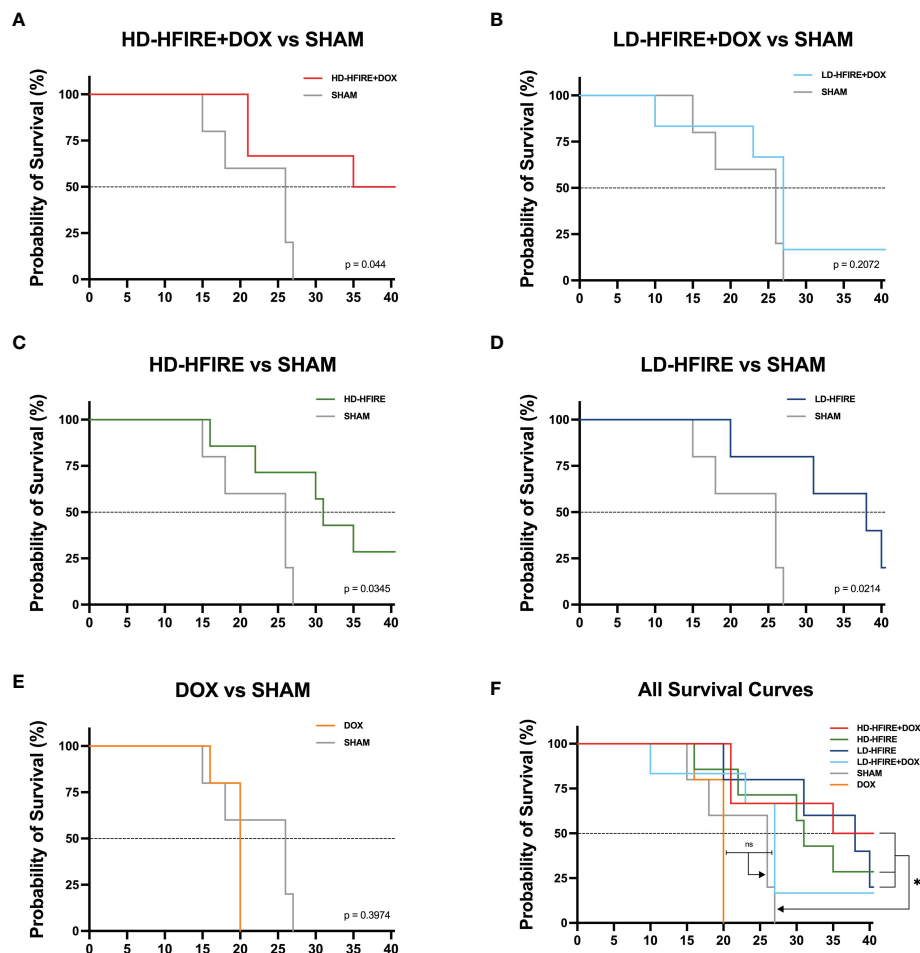 A
HD-HFIRE+DOX vs SHAM
HD-HFIRE+DOX
SHAM
Probability of Survival (%)
100
75
50
25
0
p = 0.044
0 5 10 15 20 25 30 35 40
B
LD-HFIRE+DOX vs SHAM
LD-HFIRE+DOX
SHAM
Probability of Survival (%)
100
75
50
25
0
p = 0.2072
0 5 10 15 20 25 30 35 40
C
HD-HFIRE vs SHAM
HD-HFIRE
SHAM
Probability of Survival (%)
100
75
50
25
0
p = 0.0345
0 5 10 15 20 25 30 35 40
D
LD-HFIRE vs SHAM
LD-HFIRE
SHAM
Probability of Survival (%)
100
75
50
25
0
p = 0.0214
0 5 10 15 20 25 30 35 40
E
DOX vs SHAM
DOX
SHAM
Probability of Survival (%)
100
75
50
25
0
p = 0.3974
0 5 10 15 20 25 30 35 40
F
All Survival Curves
HD-HFIRE+DOX
HD-HFIRE
LD-HFIRE
LD-HFIRE+DOX
SHAM
DOX
Probability of Survival (%)
100
75
50
25
0
ns
*
0 5 10 15 20 25 30 35 40